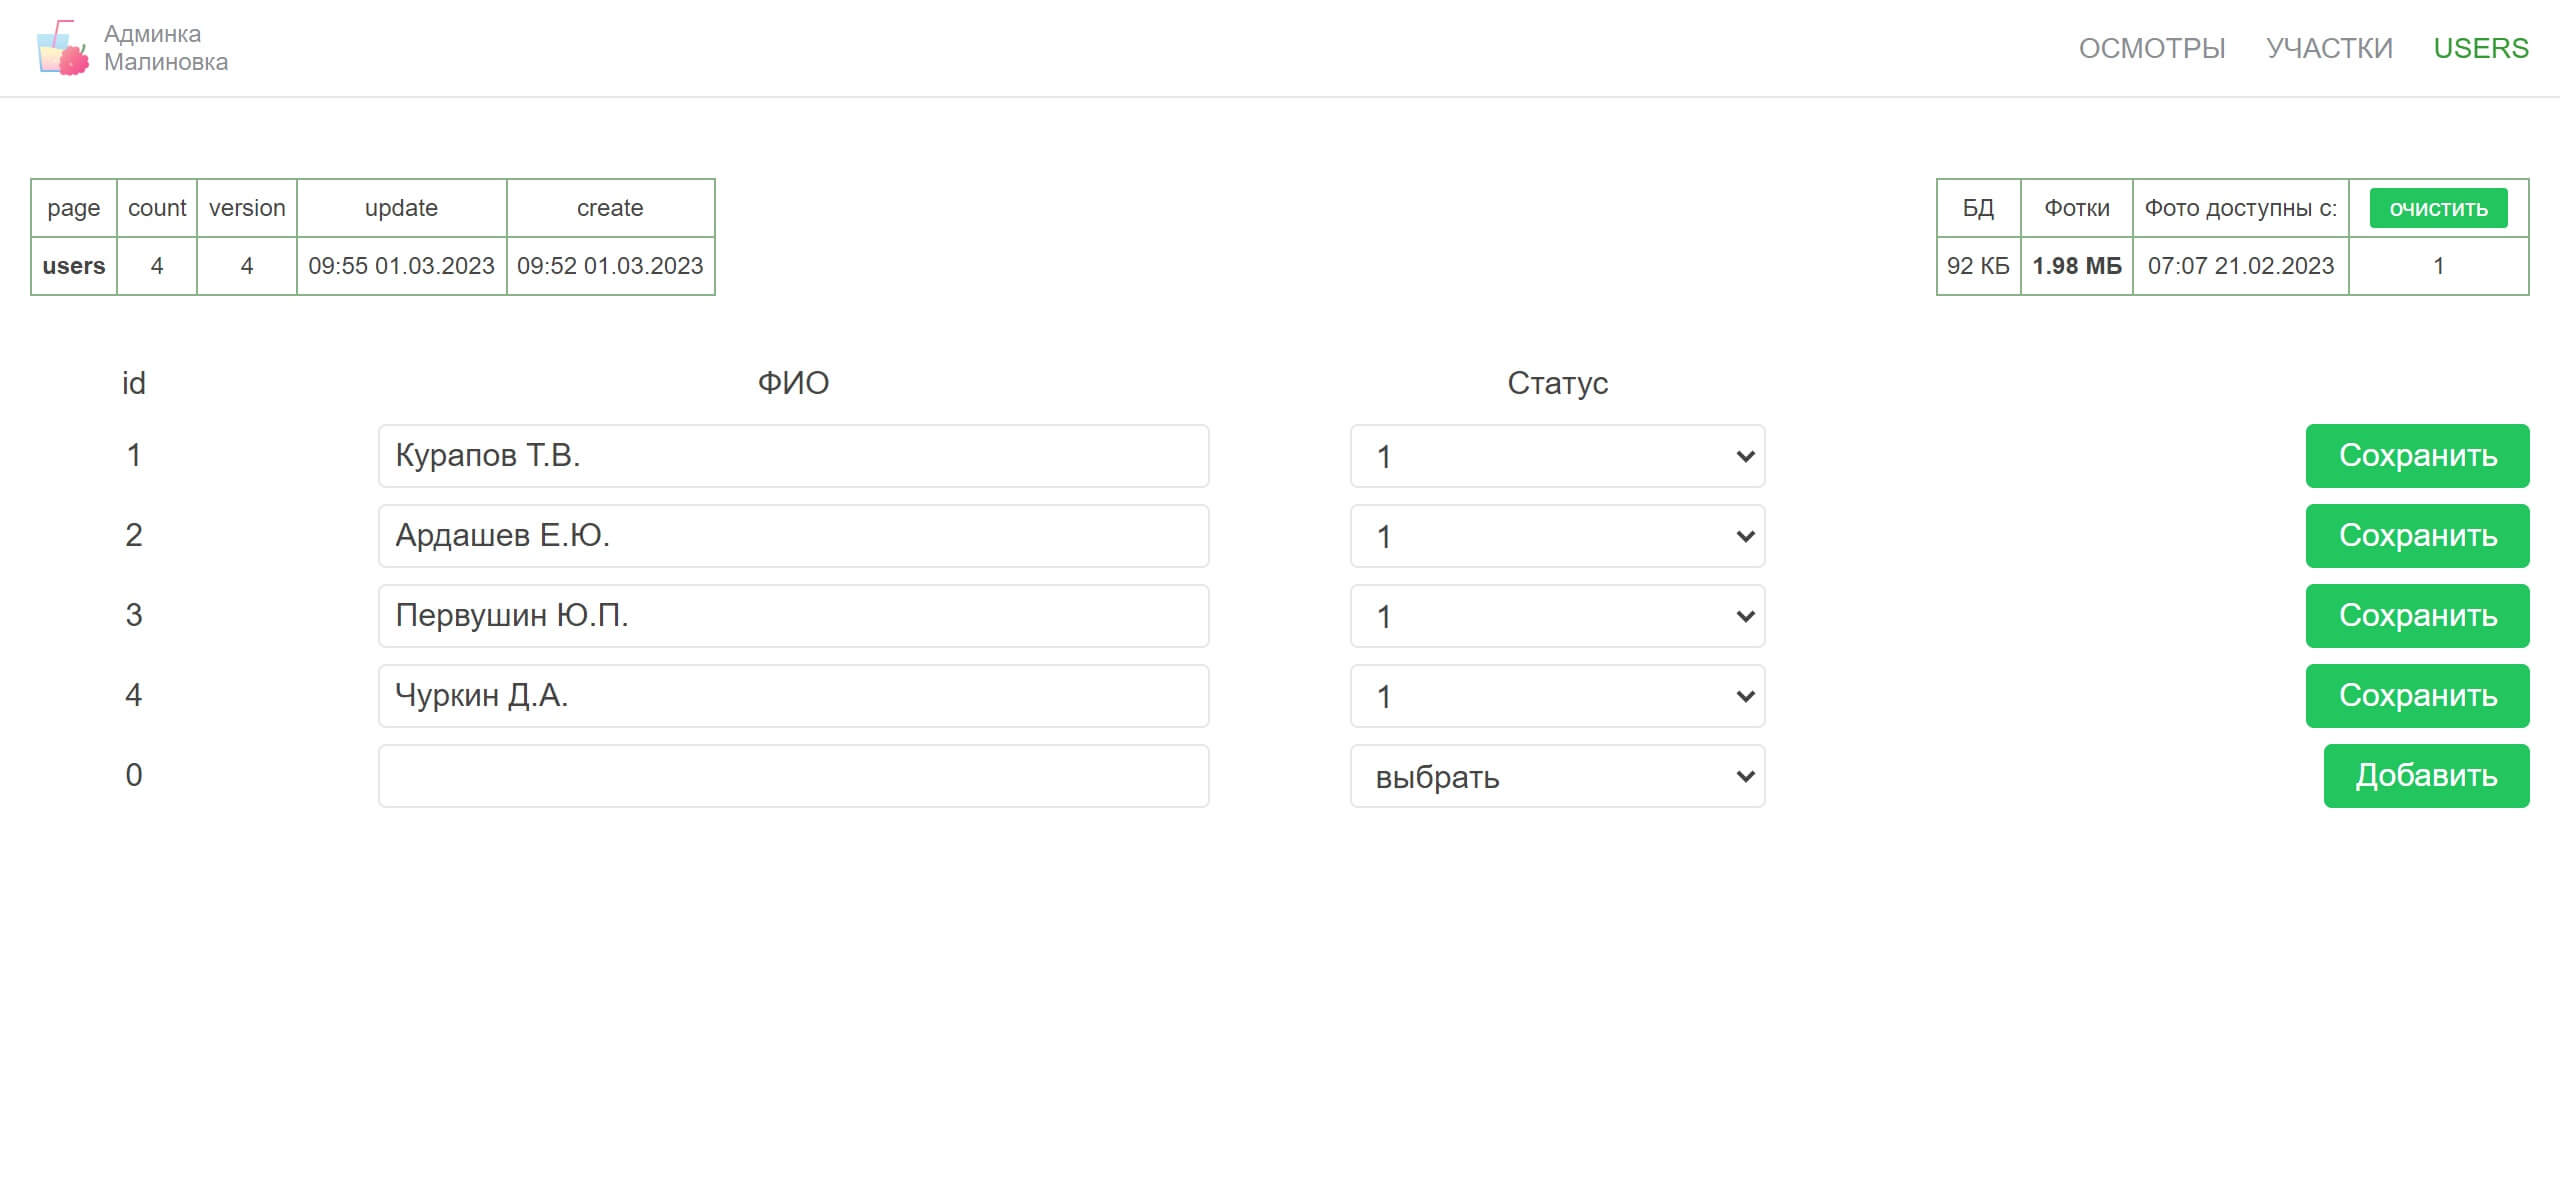 Админка
Малиновка
ОСМОТРЫ УЧАСТКИ USERS
page count version update create
users 4 4 09:55 01.03.2023 09:52 01.03.2023
БД Фотки Фото доступны с: очистить
92 КБ 1.98 МБ 07:07 21.02.2023 1
id ФИО Статус
1 Курапов Т.В. 1 Сохранить
2 Ардашев Е.Ю. 1 Сохранить
3 Первушин Ю.П. 1 Сохранить
4 Чуркин Д.А. 1 Сохранить
0 выбрать Добавить